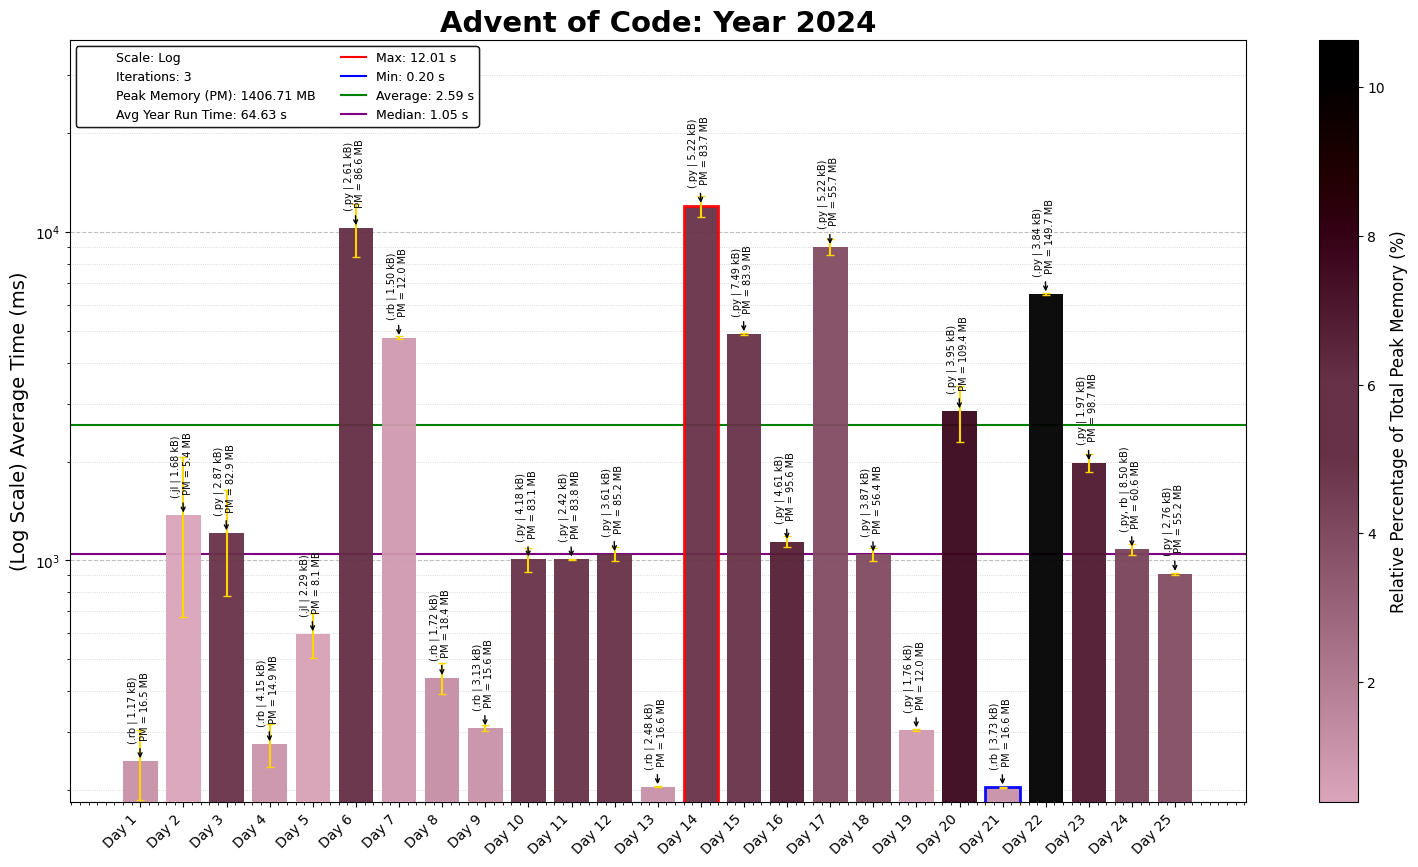 Advent of Code: Year 2024
Scale: Log
Iterations: 3
Peak Memory (PM): 1406.71 MB
Avg Year Run Time: 64.63 s
Max: 12.01 s
Min: 0.20 s
Average: 2.59 s
Median: 1.05 s
(Log Scale) Average Time (ms)
10⁴
10³
(.rb | 1.17 kB)
PM = 16.5 MB
(.jl | 1.68 kB)
PM = 5.4 MB
(.py | 2.87 kB)
PM = 82.9 MB
(.rb | 4.15 kB)
PM = 14.9 MB
(.jl | 2.29 kB)
PM = 8.1 MB
(.py | 2.61 kB)
PM = 86.6 MB
(.rb | 1.50 kB)
PM = 12.0 MB
(.rb | 1.72 kB)
PM = 18.4 MB
(.rb | 3.13 kB)
PM = 15.6 MB
(.py | 4.18 kB)
PM = 83.1 MB
(.py | 2.42 kB)
PM = 83.8 MB
(.py | 3.61 kB)
PM = 85.2 MB
(.rb | 2.48 kB)
PM = 16.6 MB
(.py | 5.22 kB)
PM = 83.7 MB
(.py | 7.49 kB)
PM = 83.9 MB
(.py | 4.61 kB)
PM = 95.6 MB
(.py | 5.22 kB)
PM = 55.7 MB
(.py | 3.87 kB)
PM = 56.4 MB
(.py | 1.76 kB)
PM = 12.0 MB
(.py | 3.95 kB)
PM = 109.4 MB
(.rb | 3.73 kB)
PM = 16.6 MB
(.py | 3.84 kB)
PM = 149.7 MB
(.py | 1.97 kB)
PM = 98.7 MB
(.py,.rb | 8.50 kB)
PM = 60.6 MB
(.py | 2.76 kB)
PM = 55.2 MB
Day 1
Day 2
Day 3
Day 4
Day 5
Day 6
Day 7
Day 8
Day 9
Day 10
Day 11
Day 12
Day 13
Day 14
Day 15
Day 16
Day 17
Day 18
Day 19
Day 20
Day 21
Day 22
Day 23
Day 24
Day 25
10
8
6
4
2
Relative Percentage of Total Peak Memory (%)